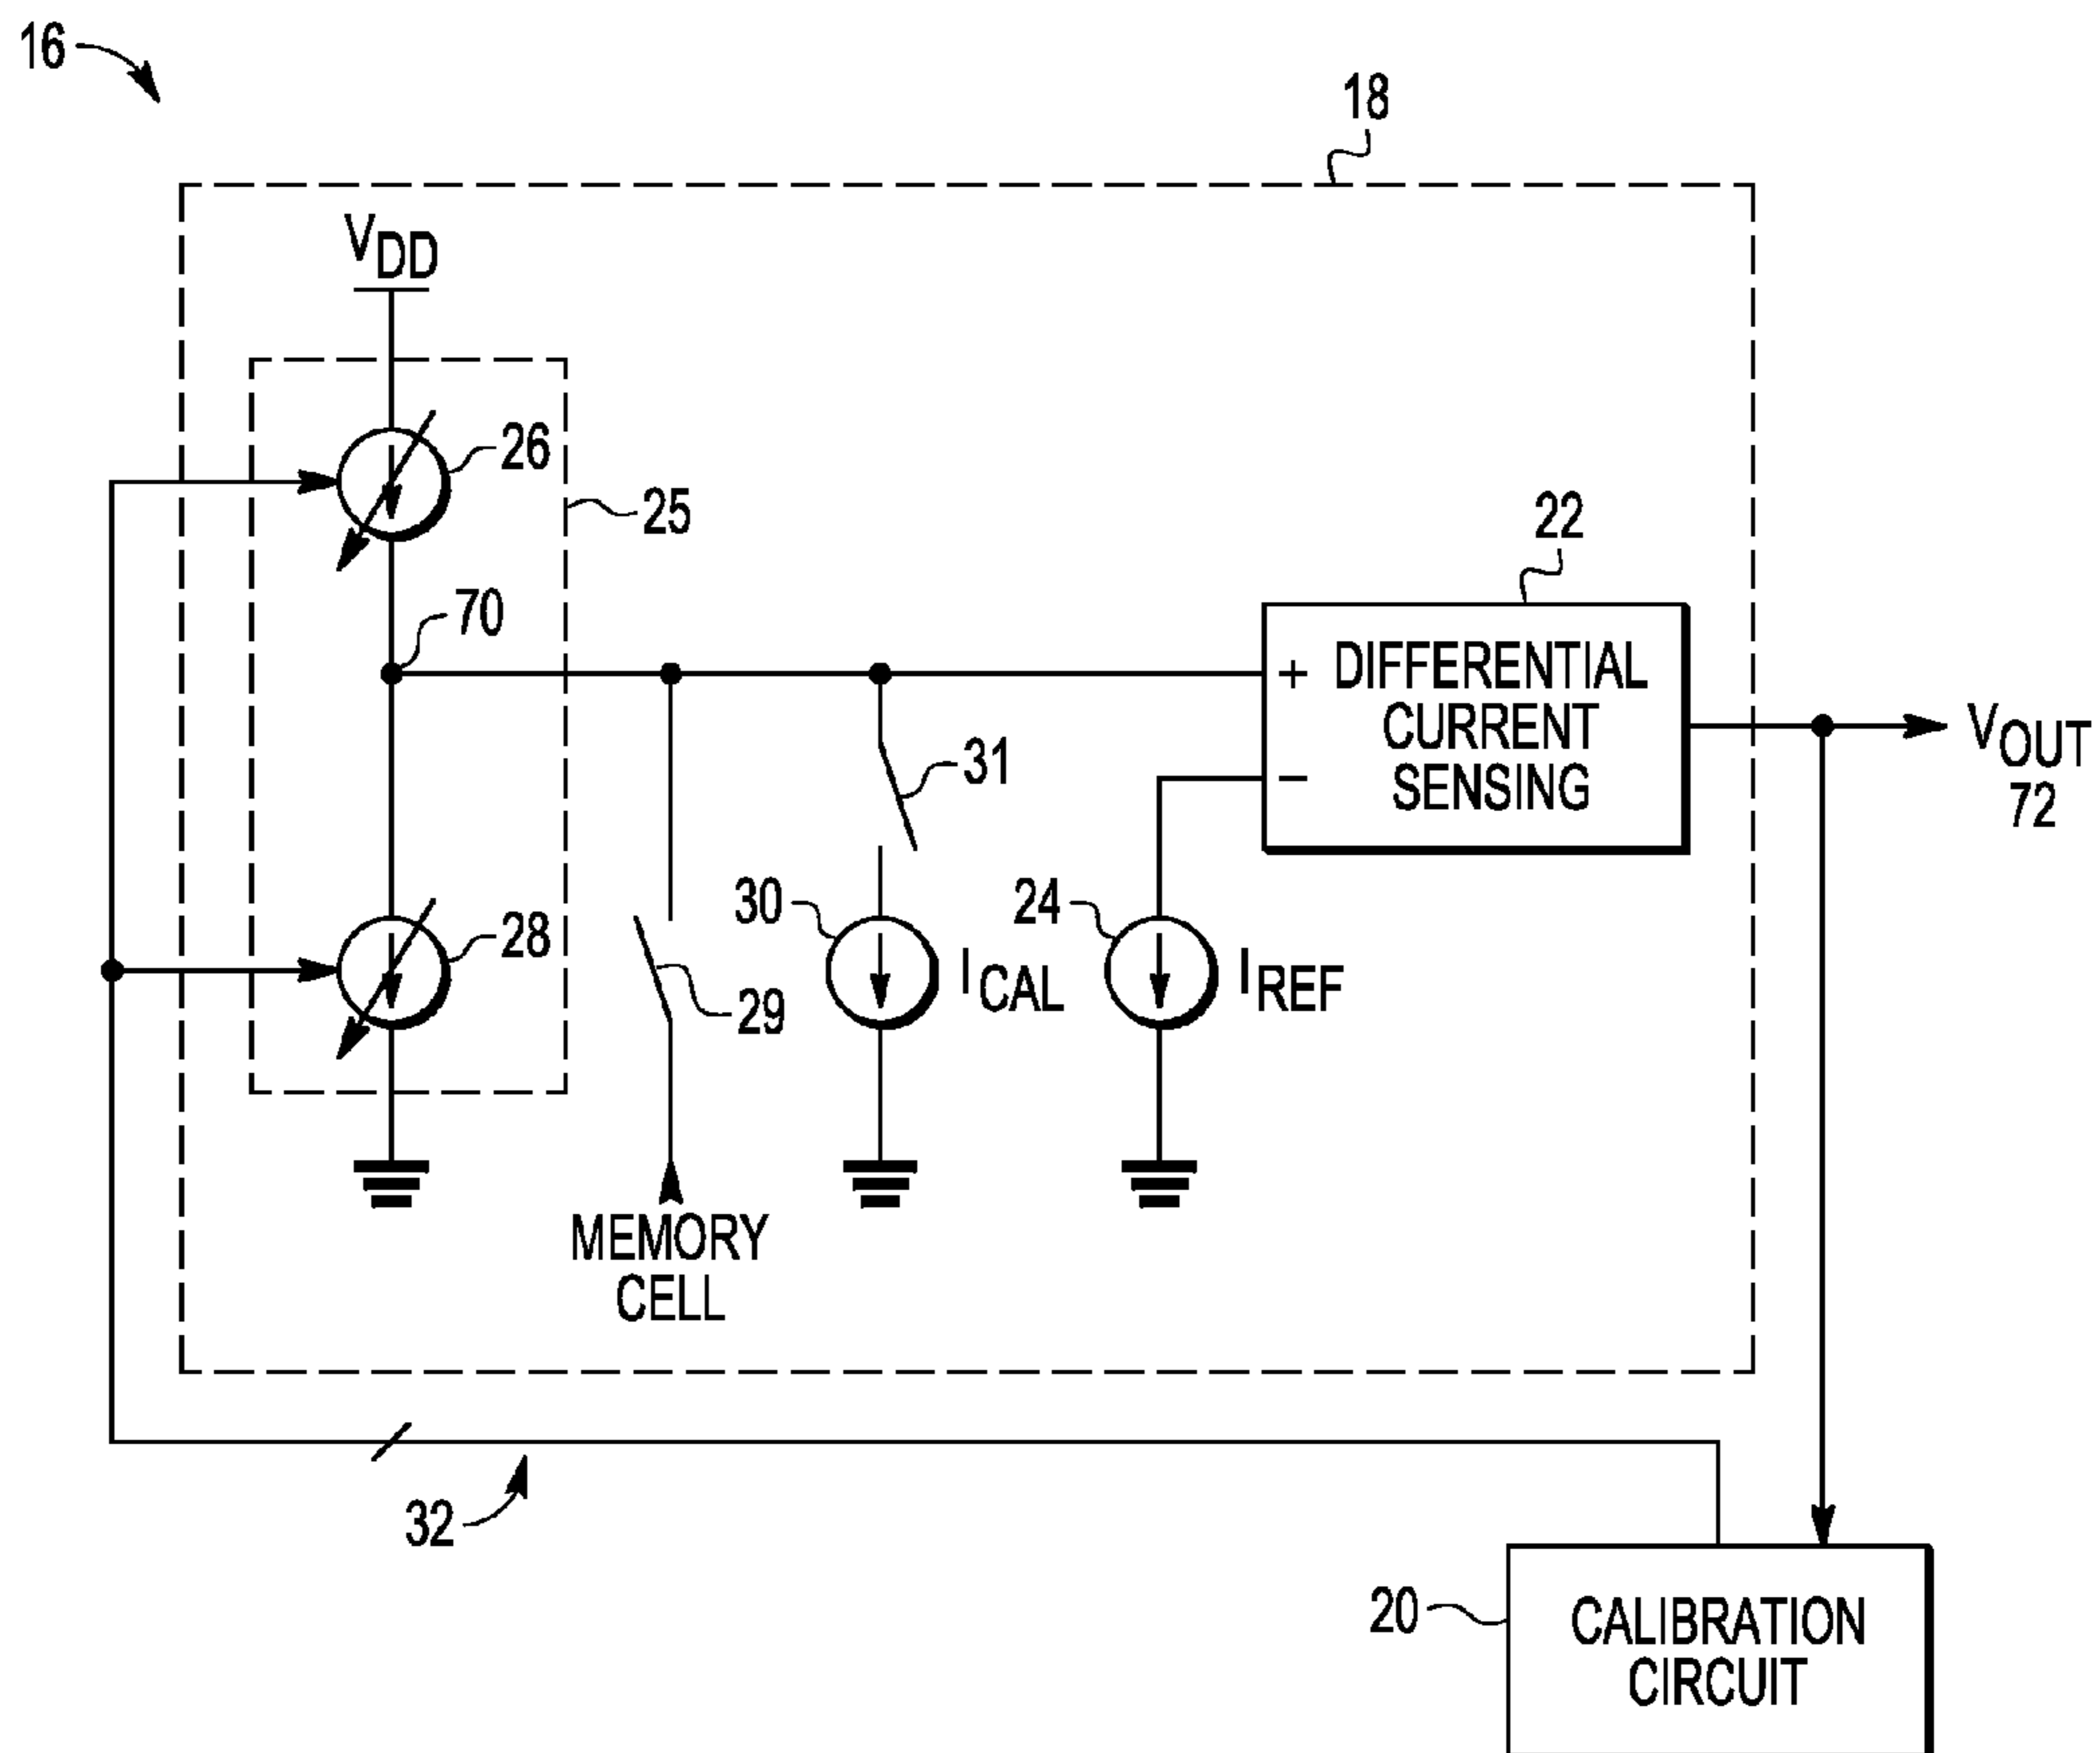 16
18
VDD
26
25
22
70
+ DIFFERENTIAL
CURRENT
SENSING
−
VOUT
72
31
30
24
28
29
ICAL
IREF
MEMORY
CELL
32
20
CALIBRATION
CIRCUIT